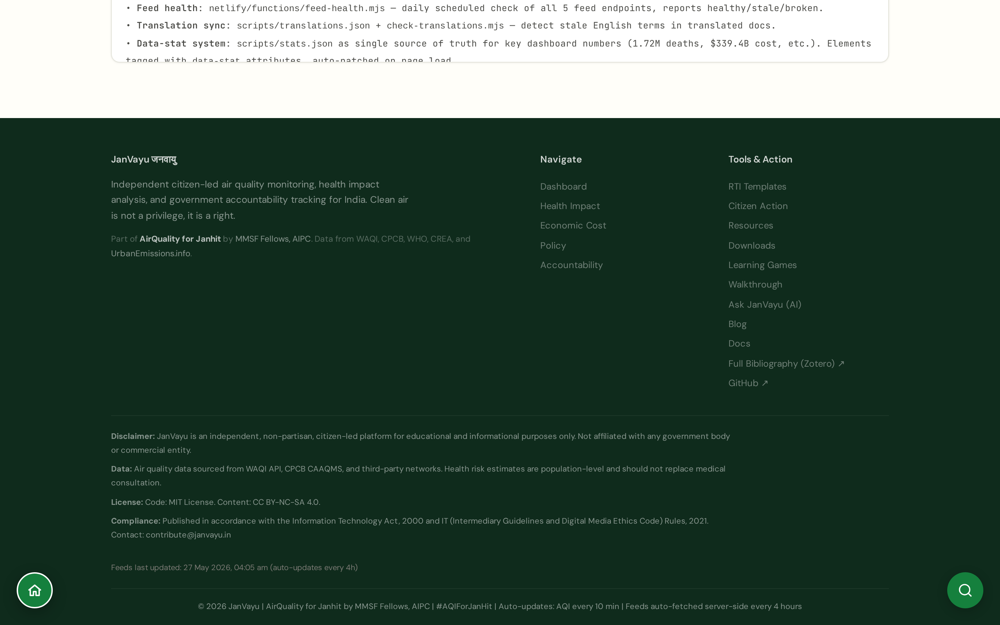 • Feed health: netlify/functions/feed-health.mjs — daily scheduled check of all 5 feed endpoints, reports healthy/stale/broken.
• Translation sync: scripts/translations.json + check-translations.mjs — detect stale English terms in translated docs.
• Data-stat system: scripts/stats.json as single source of truth for key dashboard numbers (1.72M deaths, $339.4B cost, etc.). Elements
tagged with data-stat attributes, auto-patched on page load.
JanVayu जनवायु
Independent citizen-led air quality monitoring, health impact
analysis, and government accountability tracking for India. Clean air
is not a privilege, it is a right.
Part of AirQuality for Janhit by MMSF Fellows, AIPC. Data from WAQI, CPCB, WHO, CREA, and
UrbanEmissions.info.
Navigate
Dashboard
Health Impact
Economic Cost
Policy
Accountability
Tools & Action
RTI Templates
Citizen Action
Resources
Downloads
Learning Games
Walkthrough
Ask JanVayu (AI)
Blog
Docs
Full Bibliography (Zotero) ↗
GitHub ↗
Disclaimer: JanVayu is an independent, non-partisan, citizen-led platform for educational and informational purposes only. Not affiliated with any government body
or commercial entity.
Data: Air quality data sourced from WAQI API, CPCB CAAQMS, and third-party networks. Health risk estimates are population-level and should not replace medical
consultation.
License: Code: MIT License. Content: CC BY-NC-SA 4.0.
Compliance: Published in accordance with the Information Technology Act, 2000 and IT (Intermediary Guidelines and Digital Media Ethics Code) Rules, 2021.
Contact: contribute@janvayu.in
Feeds last updated: 27 May 2026, 04:05 am (auto-updates every 4h)
© 2026 JanVayu | AirQuality for Janhit by MMSF Fellows, AIPC | #AQIForJanHit | Auto-updates: AQI every 10 min | Feeds auto-fetched server-side every 4 hours